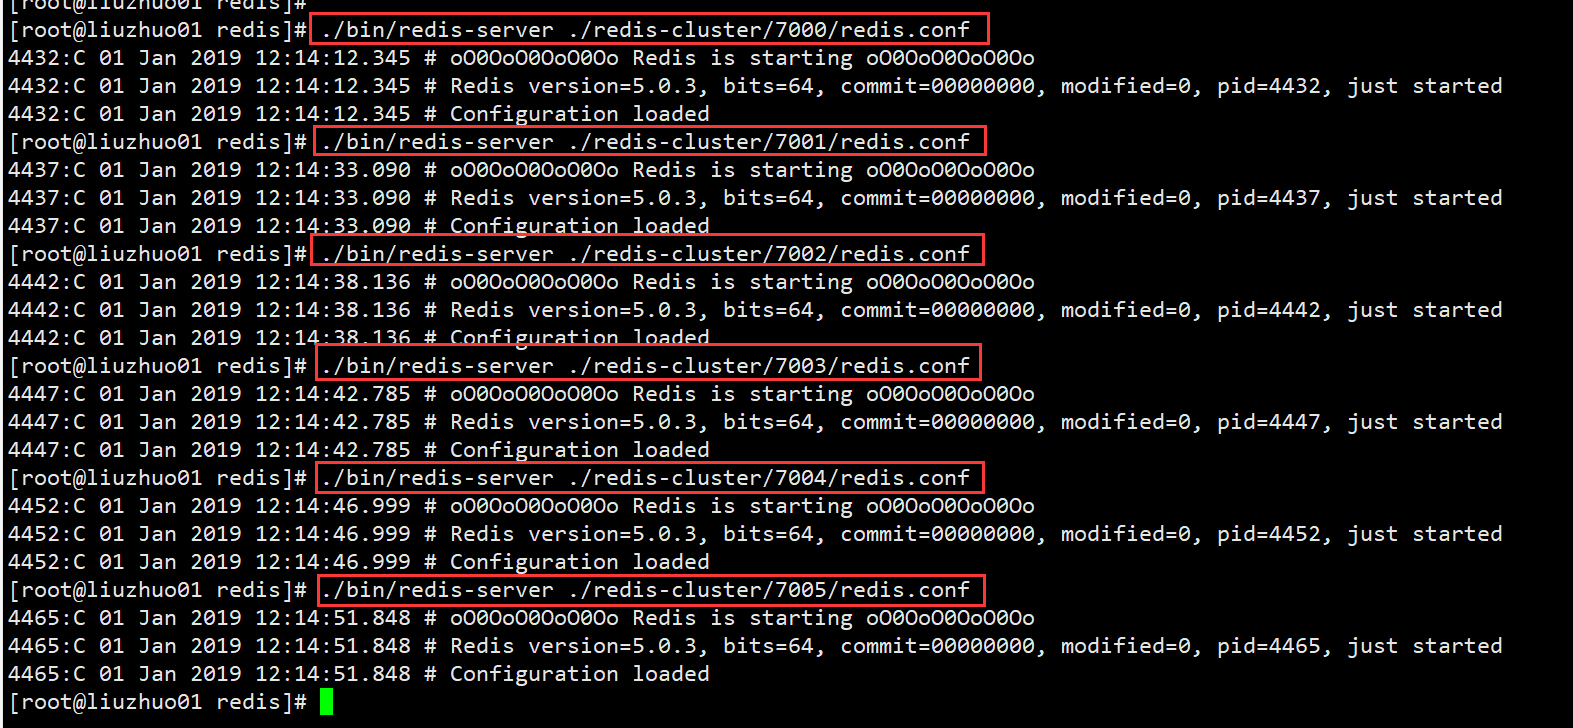 [root@liuzhuo01 redis]#
[root@liuzhuo01 redis]# ./bin/redis-server ./redis-cluster/7000/redis.conf
4432:C 01 Jan 2019 12:14:12.345 # oO0OoO0OoO0Oo Redis is starting oO0OoO0OoO0Oo
4432:C 01 Jan 2019 12:14:12.345 # Redis version=5.0.3, bits=64, commit=00000000, modified=0, pid=4432, just started
4432:C 01 Jan 2019 12:14:12.345 # Configuration loaded
[root@liuzhuo01 redis]# ./bin/redis-server ./redis-cluster/7001/redis.conf
4437:C 01 Jan 2019 12:14:33.090 # oO0OoO0OoO0Oo Redis is starting oO0OoO0OoO0Oo
4437:C 01 Jan 2019 12:14:33.090 # Redis version=5.0.3, bits=64, commit=00000000, modified=0, pid=4437, just started
4437:C 01 Jan 2019 12:14:33.090 # Configuration loaded
[root@liuzhuo01 redis]# ./bin/redis-server ./redis-cluster/7002/redis.conf
4442:C 01 Jan 2019 12:14:38.136 # oO0OoO0OoO0Oo Redis is starting oO0OoO0OoO0Oo
4442:C 01 Jan 2019 12:14:38.136 # Redis version=5.0.3, bits=64, commit=00000000, modified=0, pid=4442, just started
4442:C 01 Jan 2019 12:14:38.136 # Configuration loaded
[root@liuzhuo01 redis]# ./bin/redis-server ./redis-cluster/7003/redis.conf
4447:C 01 Jan 2019 12:14:42.785 # oO0OoO0OoO0Oo Redis is starting oO0OoO0OoO0Oo
4447:C 01 Jan 2019 12:14:42.785 # Redis version=5.0.3, bits=64, commit=00000000, modified=0, pid=4447, just started
4447:C 01 Jan 2019 12:14:42.785 # Configuration loaded
[root@liuzhuo01 redis]# ./bin/redis-server ./redis-cluster/7004/redis.conf
4452:C 01 Jan 2019 12:14:46.999 # oO0OoO0OoO0Oo Redis is starting oO0OoO0OoO0Oo
4452:C 01 Jan 2019 12:14:46.999 # Redis version=5.0.3, bits=64, commit=00000000, modified=0, pid=4452, just started
4452:C 01 Jan 2019 12:14:46.999 # Configuration loaded
[root@liuzhuo01 redis]# ./bin/redis-server ./redis-cluster/7005/redis.conf
4465:C 01 Jan 2019 12:14:51.848 # oO0OoO0OoO0Oo Redis is starting oO0OoO0OoO0Oo
4465:C 01 Jan 2019 12:14:51.848 # Redis version=5.0.3, bits=64, commit=00000000, modified=0, pid=4465, just started
4465:C 01 Jan 2019 12:14:51.848 # Configuration loaded
[root@liuzhuo01 redis]#